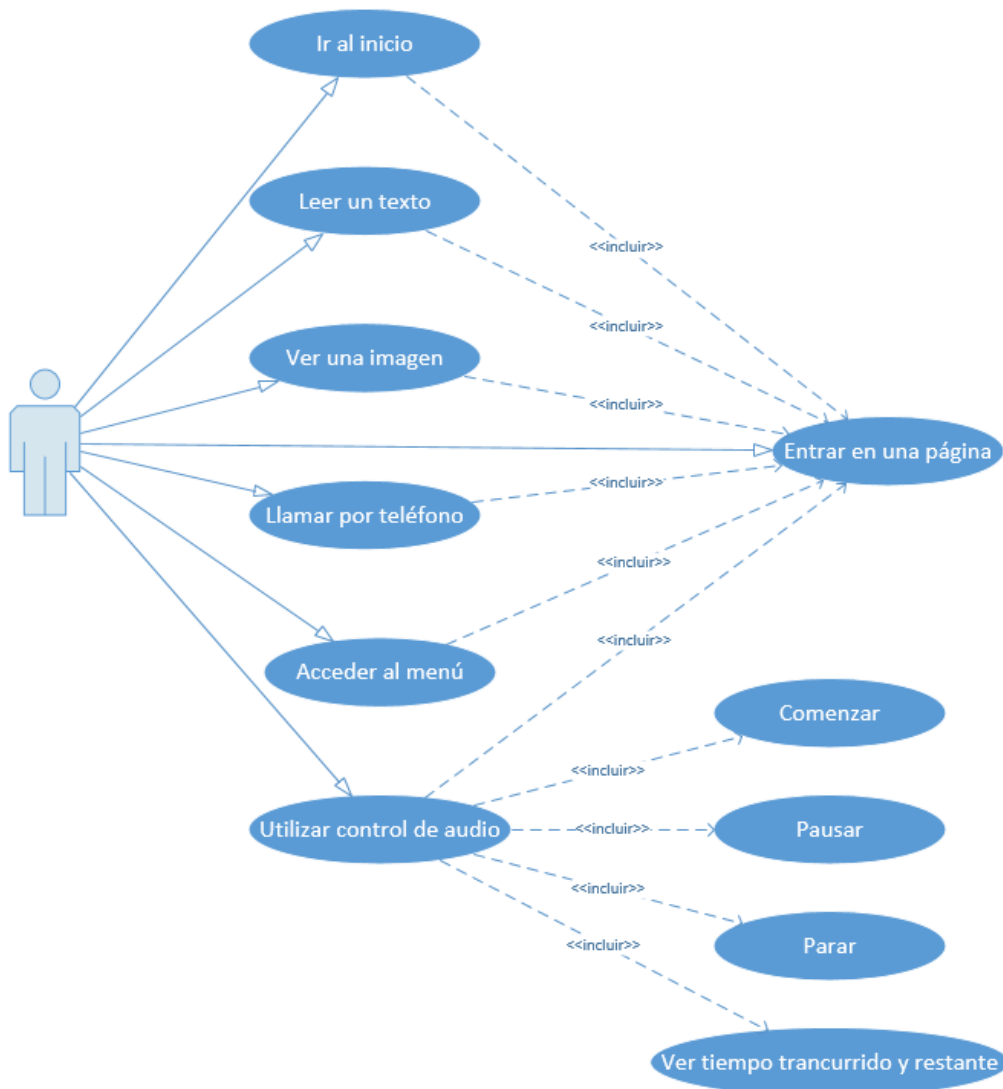 Ir al inicio
Leer un texto
<<incluir>>
<<incluir>>
Ver una imagen
<<incluir>>
Entrar en una página
<<incluir>>
Llamar por teléfono
<<incluir>>
<<incluir>>
Acceder al menú
Comenzar
<<incluir>>
Utilizar control de audio
<<incluir>>
Pausar
<<incluir>>
Parar
<<incluir>>
Ver tiempo trancurrido y restante